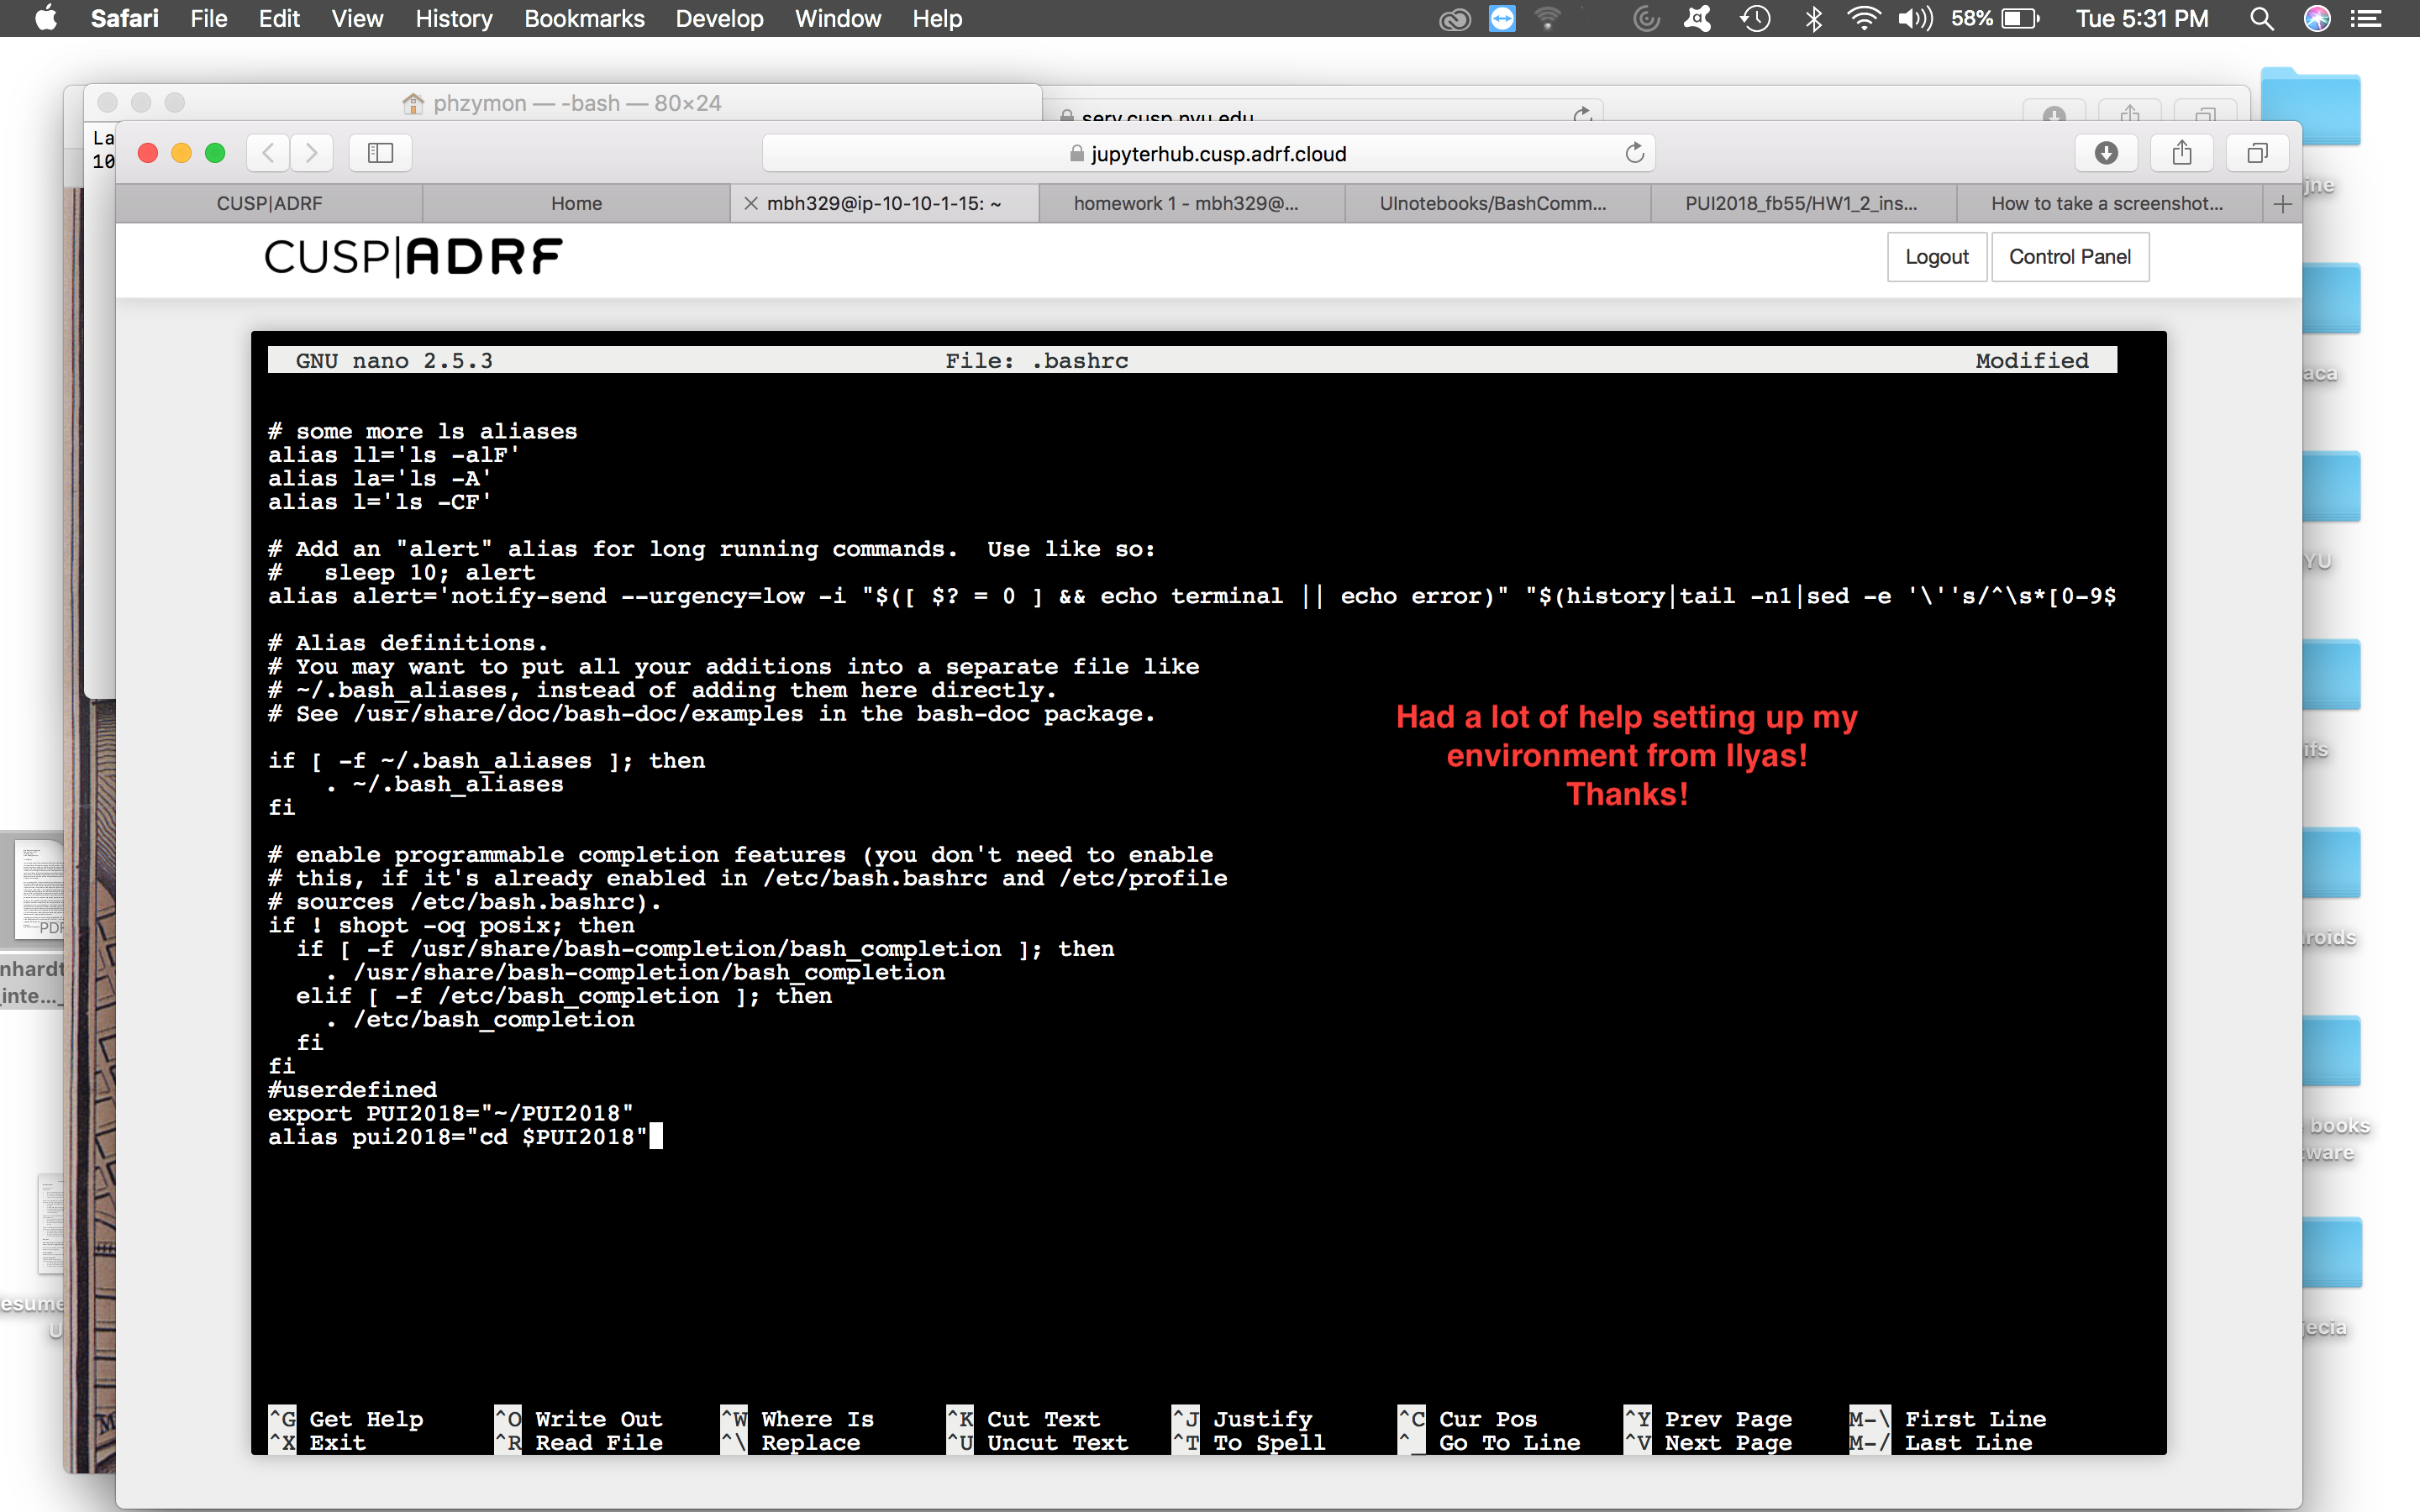 Safari File Edit View History Bookmarks Develop Window Help 58% Tue 5:31 PM
phzymon — -bash — 80×24
serv.cusp.nyu.edu
La
10
jupyterhub.cusp.adrf.cloud
CUSP|ADRF Home mbh329@ip-10-10-1-15: ~ homework 1 - mbh329@... UInotebooks/BashComm... PUI2018_fb55/HW1_2_ins... How to take a screenshot...
CUSP|ADRF
Logout Control Panel
GNU nano 2.5.3 File: .bashrc Modified
# some more ls aliases
alias ll='ls -alF'
alias la='ls -A'
alias l='ls -CF'
# Add an "alert" alias for long running commands.  Use like so:
#   sleep 10; alert
alias alert='notify-send --urgency=low -i "$([ $? = 0 ] && echo terminal || echo error)" "$(history|tail -n1|sed -e '\''s/^\s*[0-9$
# Alias definitions.
# You may want to put all your additions into a separate file like
# ~/.bash_aliases, instead of adding them here directly.
# See /usr/share/doc/bash-doc/examples in the bash-doc package.
if [ -f ~/.bash_aliases ]; then
    . ~/.bash_aliases
fi
Had a lot of help setting up my
environment from Ilyas!
Thanks!
# enable programmable completion features (you don't need to enable
# this, if it's already enabled in /etc/bash.bashrc and /etc/profile
# sources /etc/bash.bashrc).
if ! shopt -oq posix; then
  if [ -f /usr/share/bash-completion/bash_completion ]; then
    . /usr/share/bash-completion/bash_completion
  elif [ -f /etc/bash_completion ]; then
    . /etc/bash_completion
  fi
fi
#userdefined
export PUI2018="~/PUI2018"
alias pui2018="cd $PUI2018"
^G Get Help ^O Write Out ^W Where Is ^K Cut Text ^J Justify ^C Cur Pos ^Y Prev Page M-\ First Line
^X Exit ^R Read File ^\ Replace ^U Uncut Text ^T To Spell ^_ Go To Line ^V Next Page M-/ Last Line
PDF
nhardt
_inte..._
esume
U
jne
aca
YU
ifs
roids
books
ware
jecia